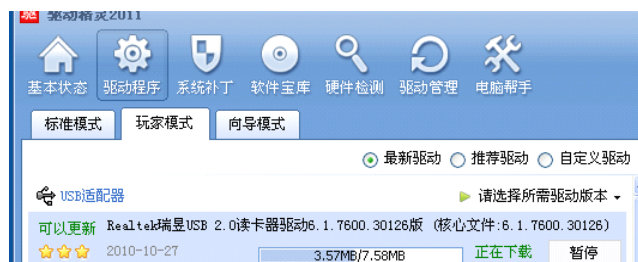 驱动精灵2011
基本状态 驱动程序 系统补丁 软件宝库 硬件检测 驱动管理 电脑帮手
标准模式 玩家模式 向导模式
最新驱动 推荐驱动 自定义驱动
USB适配器 请选择所需驱动版本
可以更新 Realtek瑞昱USB 2.0读卡器驱动6.1.7600.30126版 (核心文件:6.1.7600.30126)
2010-10-27 3.57MB/7.58MB 正在下载 暂停